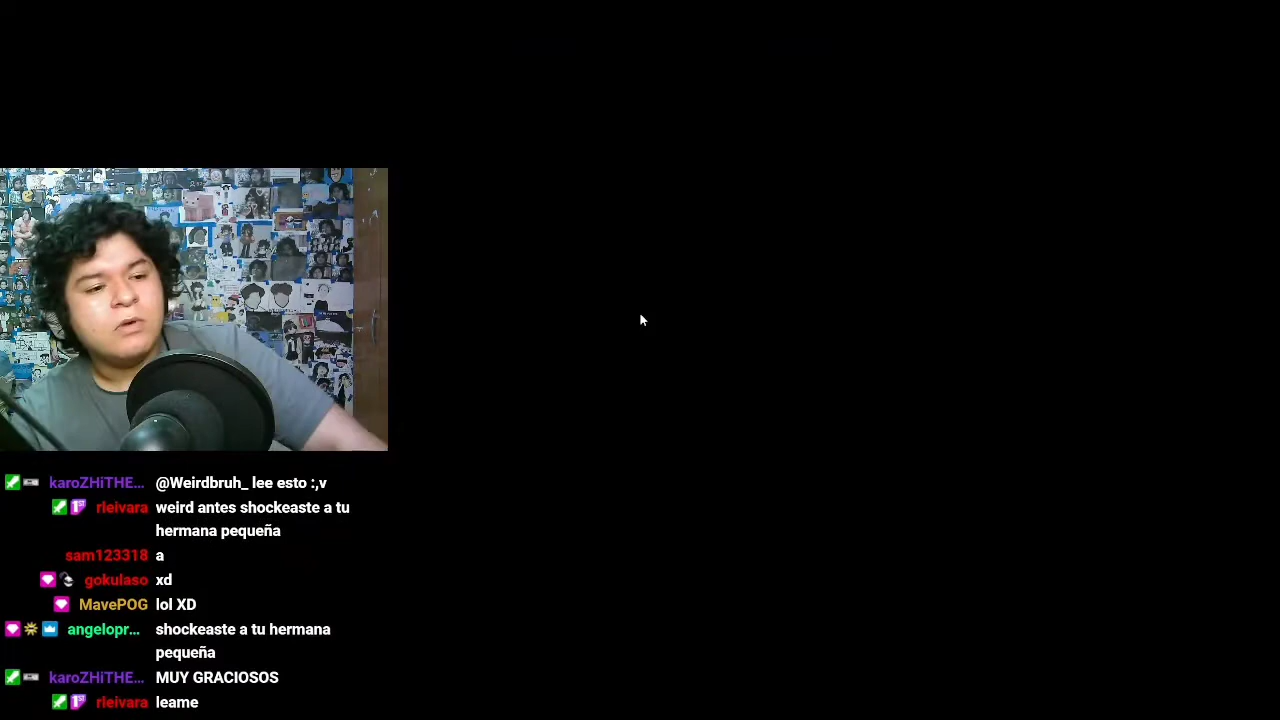 karoZHiTHE... @Weirdbruh_ lee esto :,v
rleivara weird antes shockeaste a tu
hermana pequeña
sam123318 a
gokulaso xd
MavePOG lol XD
angelopr... shockeaste a tu hermana
pequeña
karoZHiTHE... MUY GRACIOSOS
rleivara leame